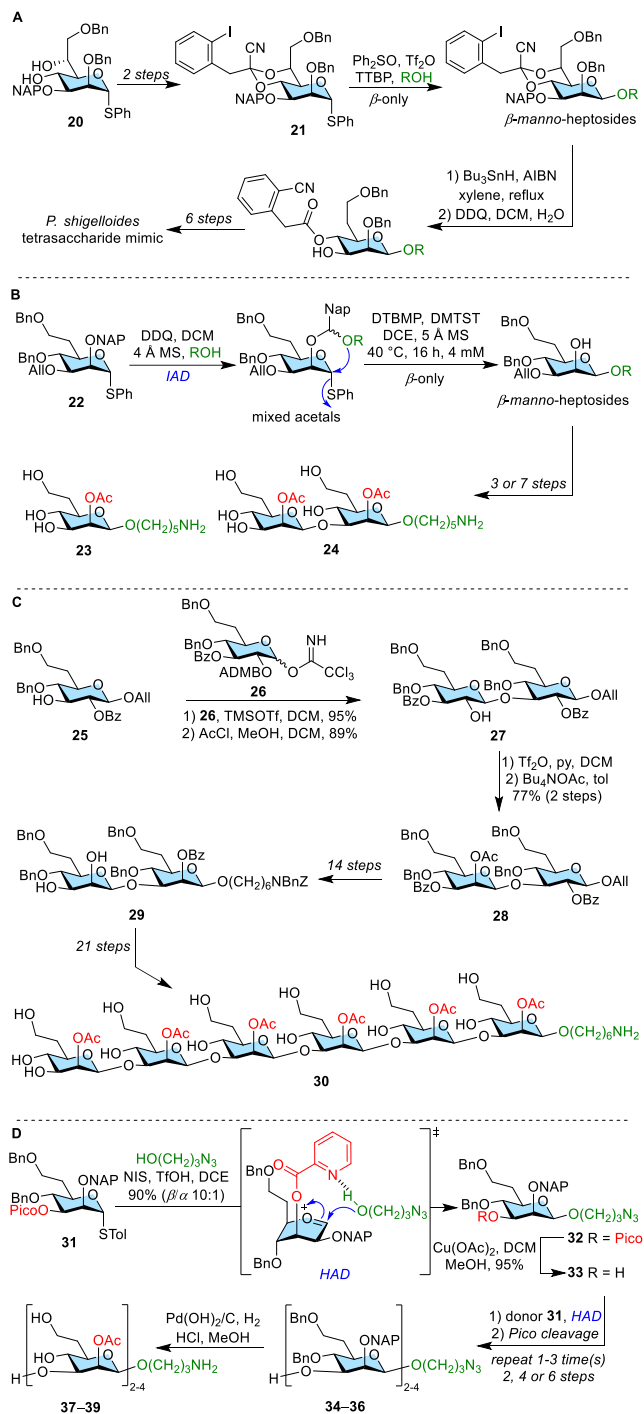 A
I
CN
OBn
HO
HO
NAPO
OBn
O
SPh
20
2 steps
O
O
OBn
OBn
O
NAPO
SPh
21
Ph2SO, Tf2O
TTBP, ROH
β-only
I
CN
OBn
O
O
OBn
O
NAPO
OR
β-manno-heptosides
1) Bu3SnH, AIBN
xylene, reflux
2) DDQ, DCM, H2O
CN
O
O
OBn
OBn
O
HO
OR
6 steps
P. shigelloides
tetrasaccharide mimic
B
BnO
ONAP
BnO
AllO
O
SPh
22
DDQ, DCM
4 Å MS, ROH
IAD
Nap
BnO
O
OR
BnO
AllO
O
SPh
mixed acetals
DTBMP, DMTST
DCE, 5 Å MS
40 °C, 16 h, 4 mM
β-only
BnO
OH
BnO
AllO
O
OR
β-manno-heptosides
3 or 7 steps
HO
OAc
HO
HO
O
O(CH2)5NH2
23
HO
HO
OAc
OAc
HO
HO
O
O
HO
O
O(CH2)5NH2
24
C
BnO
BnO
HO
O
OAll
OBz
25
BnO
BnO
BzO
O
ADMBO
O
NH
CCl3
26
1) 26, TMSOTf, DCM, 95%
2) AcCl, MeOH, DCM, 89%
BnO
BnO
BnO
BzO
O
OH
BnO
O
O
OBz
OAll
27
1) Tf2O, py, DCM
2) Bu4NOAc, tol
77% (2 steps)
BnO
BnO
OAc
BnO
BzO
O
BnO
O
O
OBz
OAll
28
14 steps
BnO
BnO
OH
OBz
BnO
HO
O
BnO
O
O
O(CH2)6NBnZ
29
21 steps
HO
HO
HO
HO
HO
HO
OAc
OAc
OAc
OAc
OAc
OAc
HO
HO
O
HO
O
O
HO
O
O
HO
O
O
HO
O
O
HO
O
O
O(CH2)6NH2
30
D
BnO
ONAP
BnO
PicoO
O
STol
31
HO(CH2)3N3
NIS, TfOH, DCE
90% (β/α 10:1)
‡
O
N
H
BnO
O
O
+
HO(CH2)3N3
ONAP
OBn
HAD
BnO
ONAP
BnO
RO
O
O(CH2)3N3
32 R = Pico
Cu(OAc)2, DCM
MeOH, 95%
33 R = H
1) donor 31, HAD
2) Pico cleavage
repeat 1-3 time(s)
2, 4 or 6 steps
BnO
ONAP
BnO
O
H
O
O(CH2)3N3
2-4
34–36
Pd(OH)2/C, H2
HCl, MeOH
HO
OAc
HO
O
H
O
O(CH2)3NH2
2-4
37–39